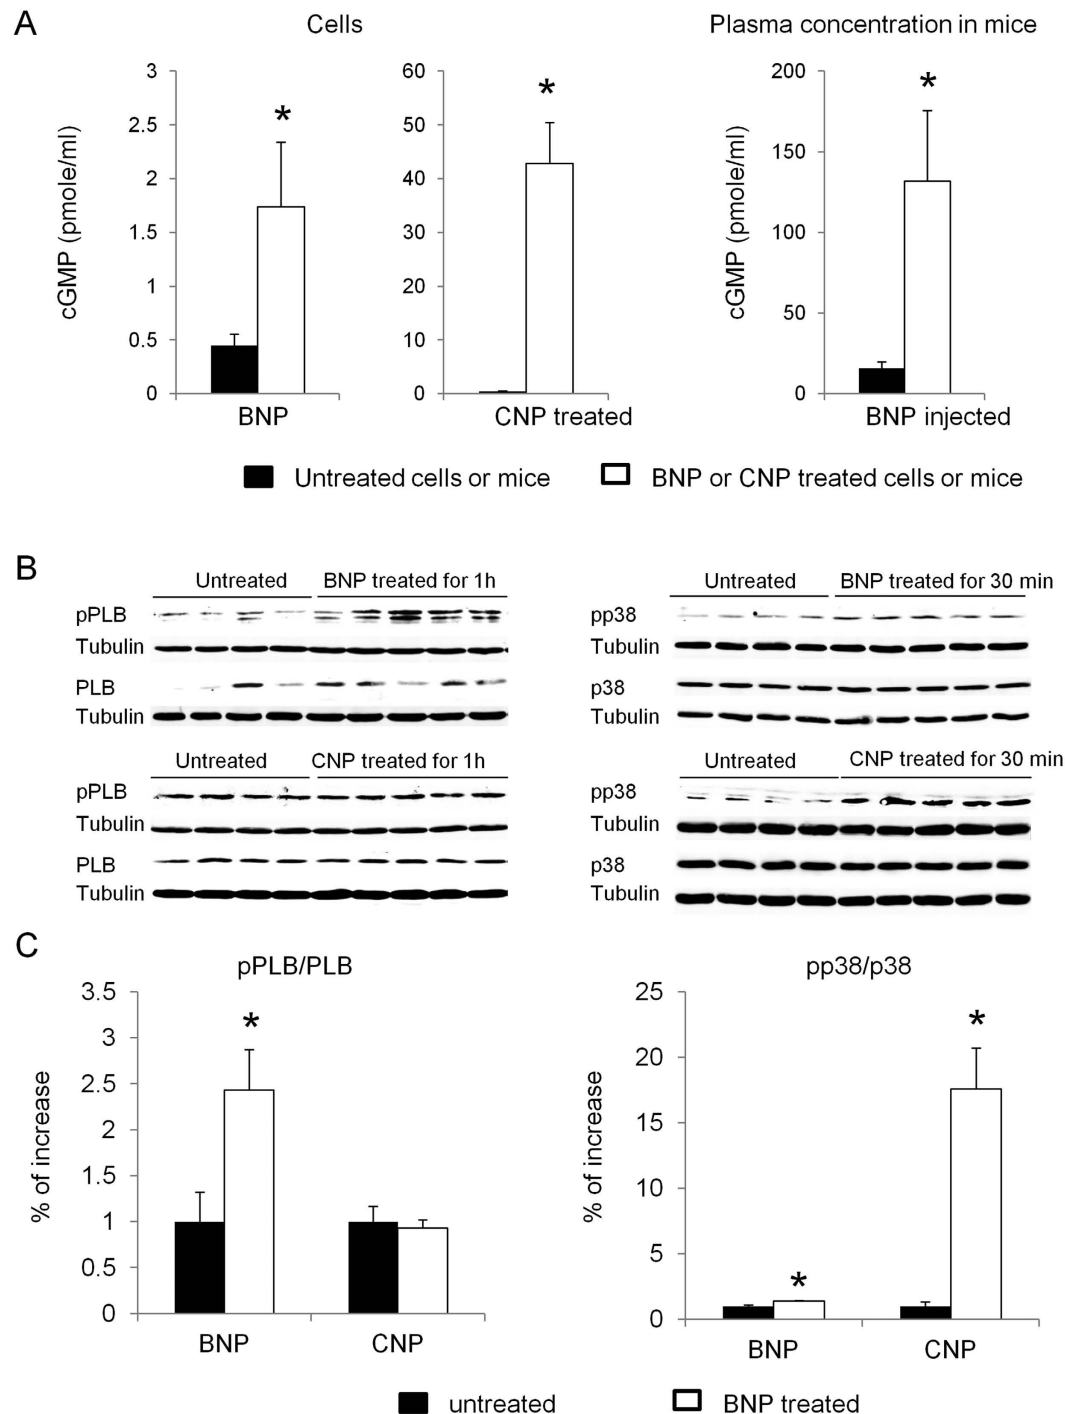 A
Cells
Plasma concentration in mice
cGMP (pmole/ml)
3
2.5
2
1.5
1
0.5
0
*
BNP
60
50
40
30
20
10
0
*
CNP treated
cGMP (pmole/ml)
200
150
100
50
0
*
BNP injected
Untreated cells or mice
BNP or CNP treated cells or mice
B
Untreated
BNP treated for 1h
pPLB
Tubulin
PLB
Tubulin
Untreated
BNP treated for 30 min
pp38
Tubulin
p38
Tubulin
Untreated
CNP treated for 1h
pPLB
Tubulin
PLB
Tubulin
Untreated
CNP treated for 30 min
pp38
Tubulin
p38
Tubulin
C
pPLB/PLB
% of increase
3.5
3
2.5
2
1.5
1
0.5
0
*
BNP
CNP
pp38/p38
% of increase
25
20
15
10
5
0
*
*
BNP
CNP
untreated
BNP treated